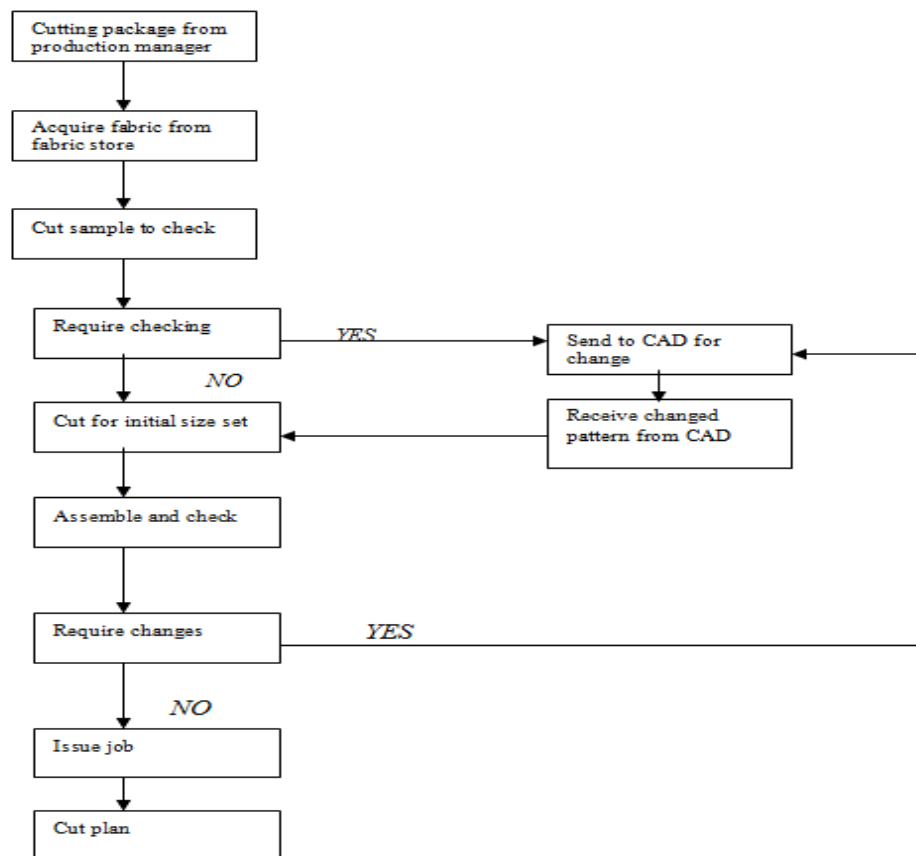 Cutting package from
production manager
Acquire fabric from
fabric store
Cut sample to check
Require checking
YES
Send to CAD for
change
NO
Cut for initial size set
Receive changed
pattern from CAD
Assemble and check
Require changes
YES
NO
Issue job
Cut plan